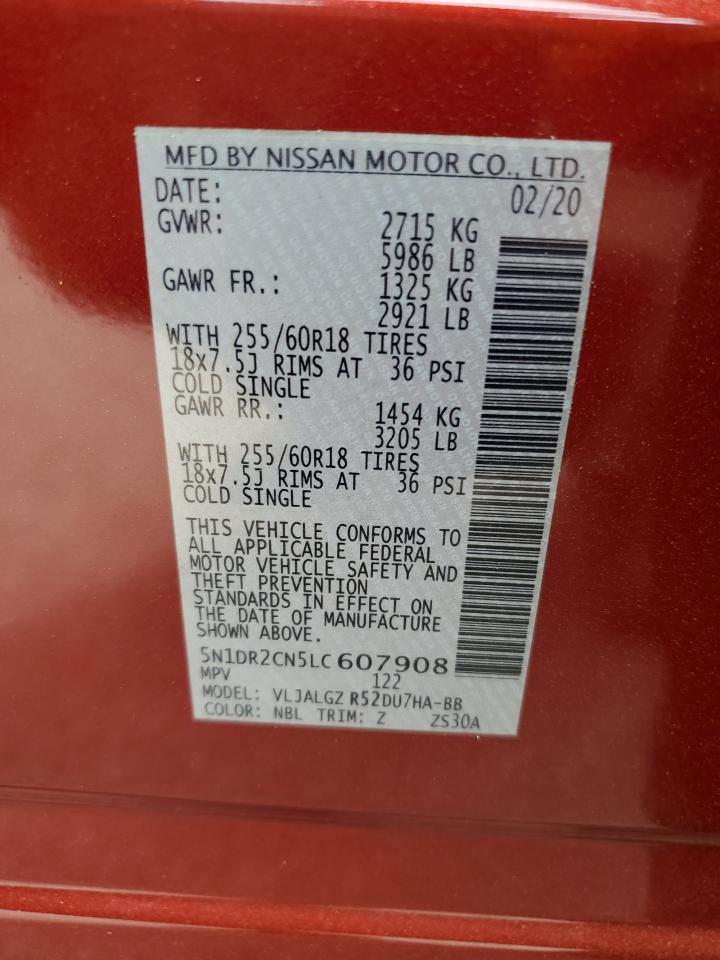 MFD BY NISSAN MOTOR CO., LTD.
DATE: 02/20
GVWR: 2715 KG
5986 LB
GAWR FR.: 1325 KG
2921 LB
WITH 255/60R18 TIRES
18x7.5J RIMS AT 36 PSI
COLD SINGLE
GAWR RR.: 1454 KG
3205 LB
WITH 255/60R18 TIRES
18x7.5J RIMS AT 36 PSI
COLD SINGLE
THIS VEHICLE CONFORMS TO
ALL APPLICABLE FEDERAL
MOTOR VEHICLE SAFETY AND
THEFT PREVENTION
STANDARDS IN EFFECT ON
THE DATE OF MANUFACTURE
SHOWN ABOVE.
5N1DR2CN5LC607908
MPV 122
MODEL: VLJALGZ R52DU7HA-BB
COLOR: NBL TRIM: Z ZS30A